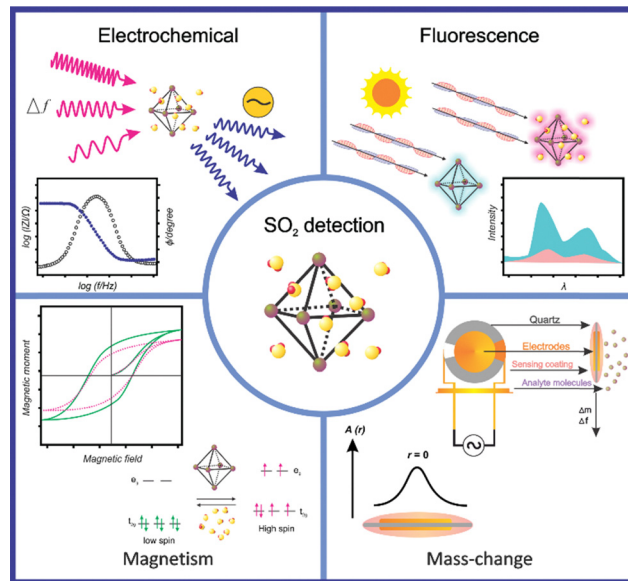 Electrochemical
Δf
log (|Z|/Ω)
ϕ/degree
log (f/Hz)
Fluorescence
Intensity
λ
SO2 detection
Magnetic moment
Magnetic field
eg
eg
t2g
t2g
low spin
High spin
Magnetism
Quartz
Electrodes
Sensing coating
Analyte molecules
Δm
Δf
A (r)
r = 0
Mass-change